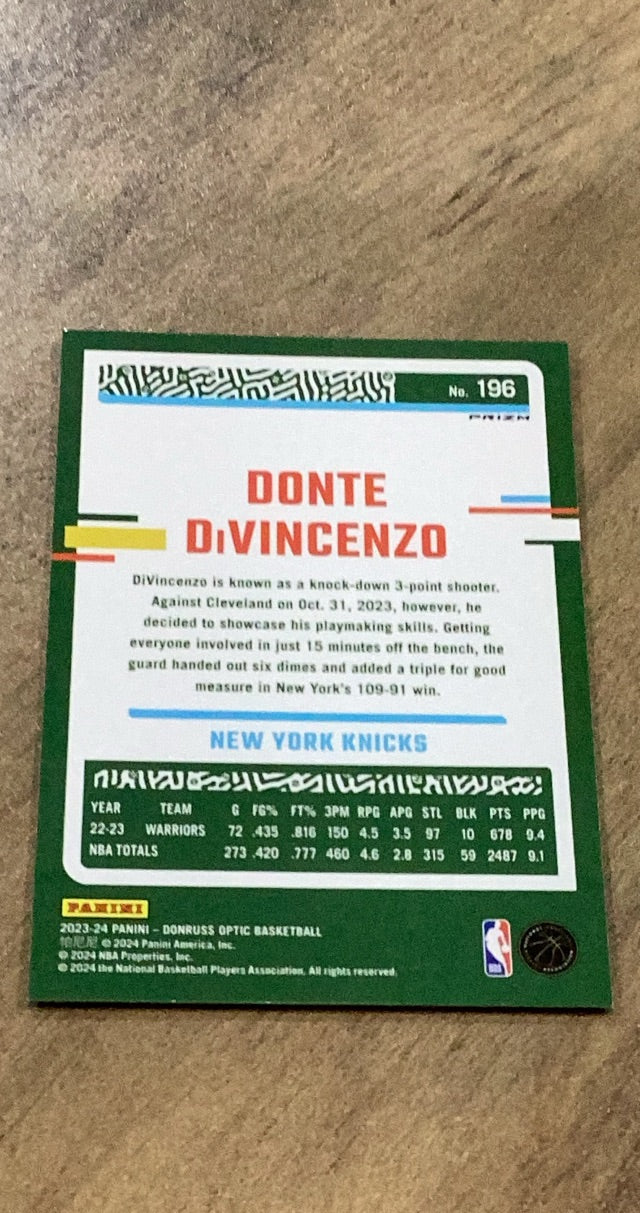 No. 196
PRIZM
DONTE
DiVINCENZO
DiVincenzo is known as a knock-down 3-point shooter.
Against Cleveland on Oct. 31, 2023, however, he
decided to showcase his playmaking skills. Getting
everyone involved in just 15 minutes off the bench, the
guard handed out six dimes and added a triple for good
measure in New York's 109-91 win.
NEW YORK KNICKS
YEAR TEAM G FG% FT% 3PM RPG APG STL BLK PTS PPG
22-23 WARRIORS 72 .435 .816 150 4.5 3.5 97 10 678 9.4
NBA TOTALS 273 .420 .777 460 4.6 2.8 315 59 2487 9.1
PANINI
2023-24 PANINI – DONRUSS OPTIC BASKETBALL
帕尼尼 © 2024 Panini America, Inc.
© 2024 NBA Properties, Inc.
© 2024 the National Basketball Players Association. All rights reserved.
NBA